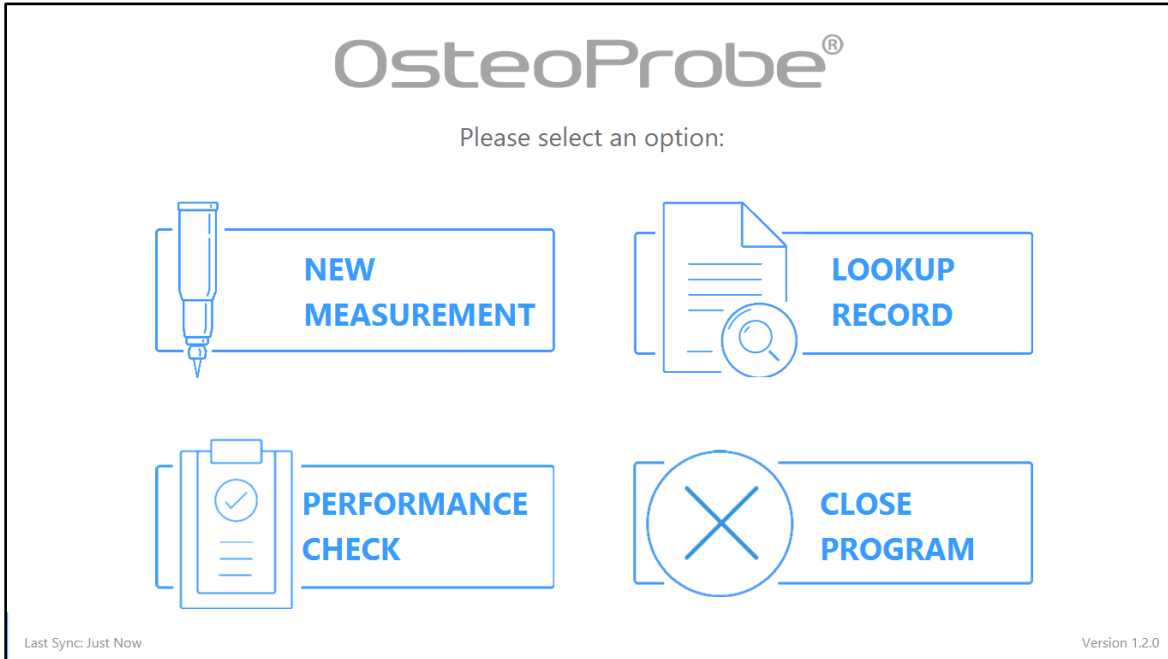 OsteoProbe®
Please select an option:
NEW
MEASUREMENT
LOOKUP
RECORD
PERFORMANCE
CHECK
CLOSE
PROGRAM
Last Sync: Just Now
Version 1.2.0